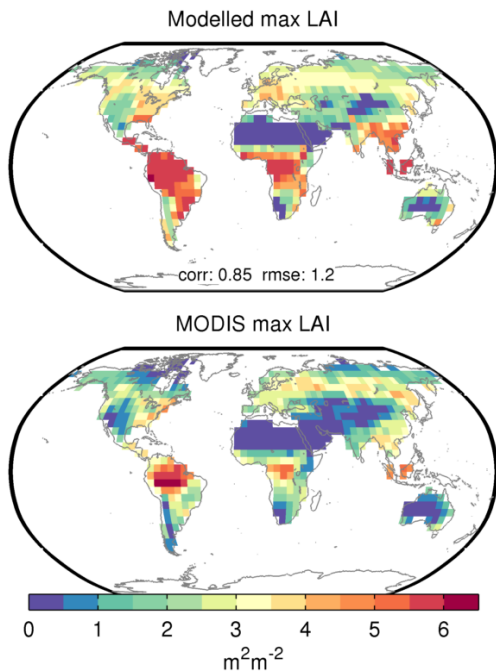 Modelled max LAI
corr: 0.85 rmse: 1.2
MODIS max LAI
0 1 2 3 4 5 6
m²m⁻²